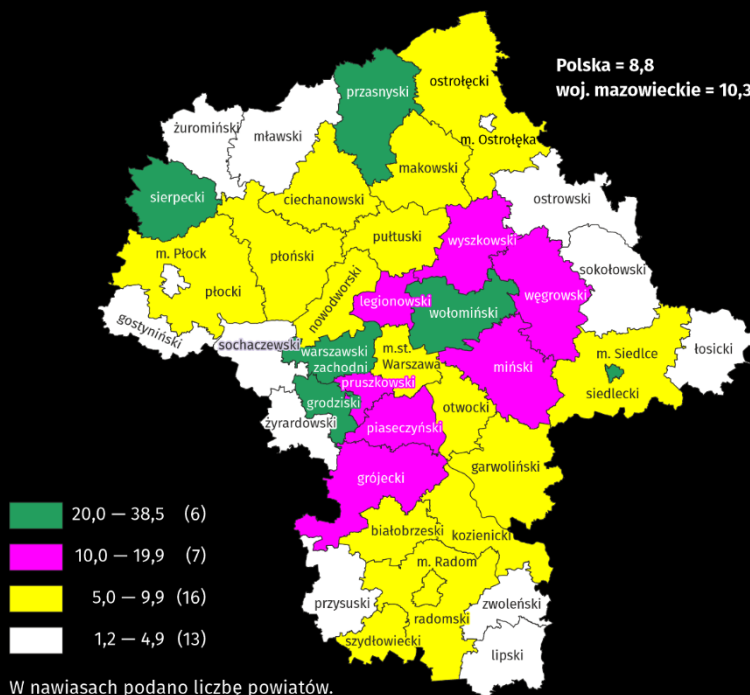 Polska = 8,8
woj. mazowieckie = 10,3
ostrołęcki
przasnyski
żuromiński
mławski
m. Ostrołęka
makowski
sierpecki
ciechanowski
ostrowski
pułtuski
wyszkowski
m. Płock
płoński
sokołowski
płocki
nowodworski
legionowski
węgrowski
wołomiński
gostyniński
sochaczewski
warszawski
zachodni
m.st.
Warszawa
m. Siedlce
łosicki
miński
pruszkowski
siedlecki
grodziski
otwocki
żyrardowski
piaseczyński
garwoliński
grójecki
20,0 — 38,5 (6)
białobrzeski
kozienicki
10,0 — 19,9 (7)
m. Radom
5,0 — 9,9 (16)
przysuski
zwoleński
radomski
1,2 — 4,9 (13)
szydłowiecki
lipski
W nawiasach podano liczbę powiatów.